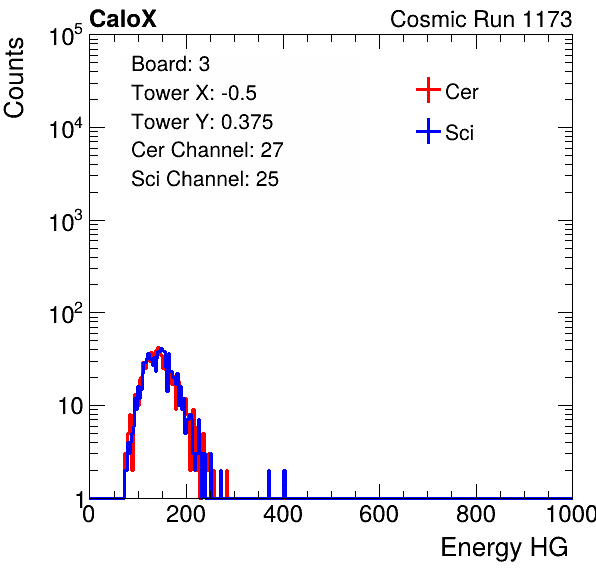 CaloX Cosmic Run 1173
Counts
Board: 3
Tower X: -0.5
Tower Y: 0.375
Cer Channel: 27
Sci Channel: 25
Cer
Sci
10^5
10^4
10^3
10^2
10
1
0 200 400 600 800 1000
Energy HG